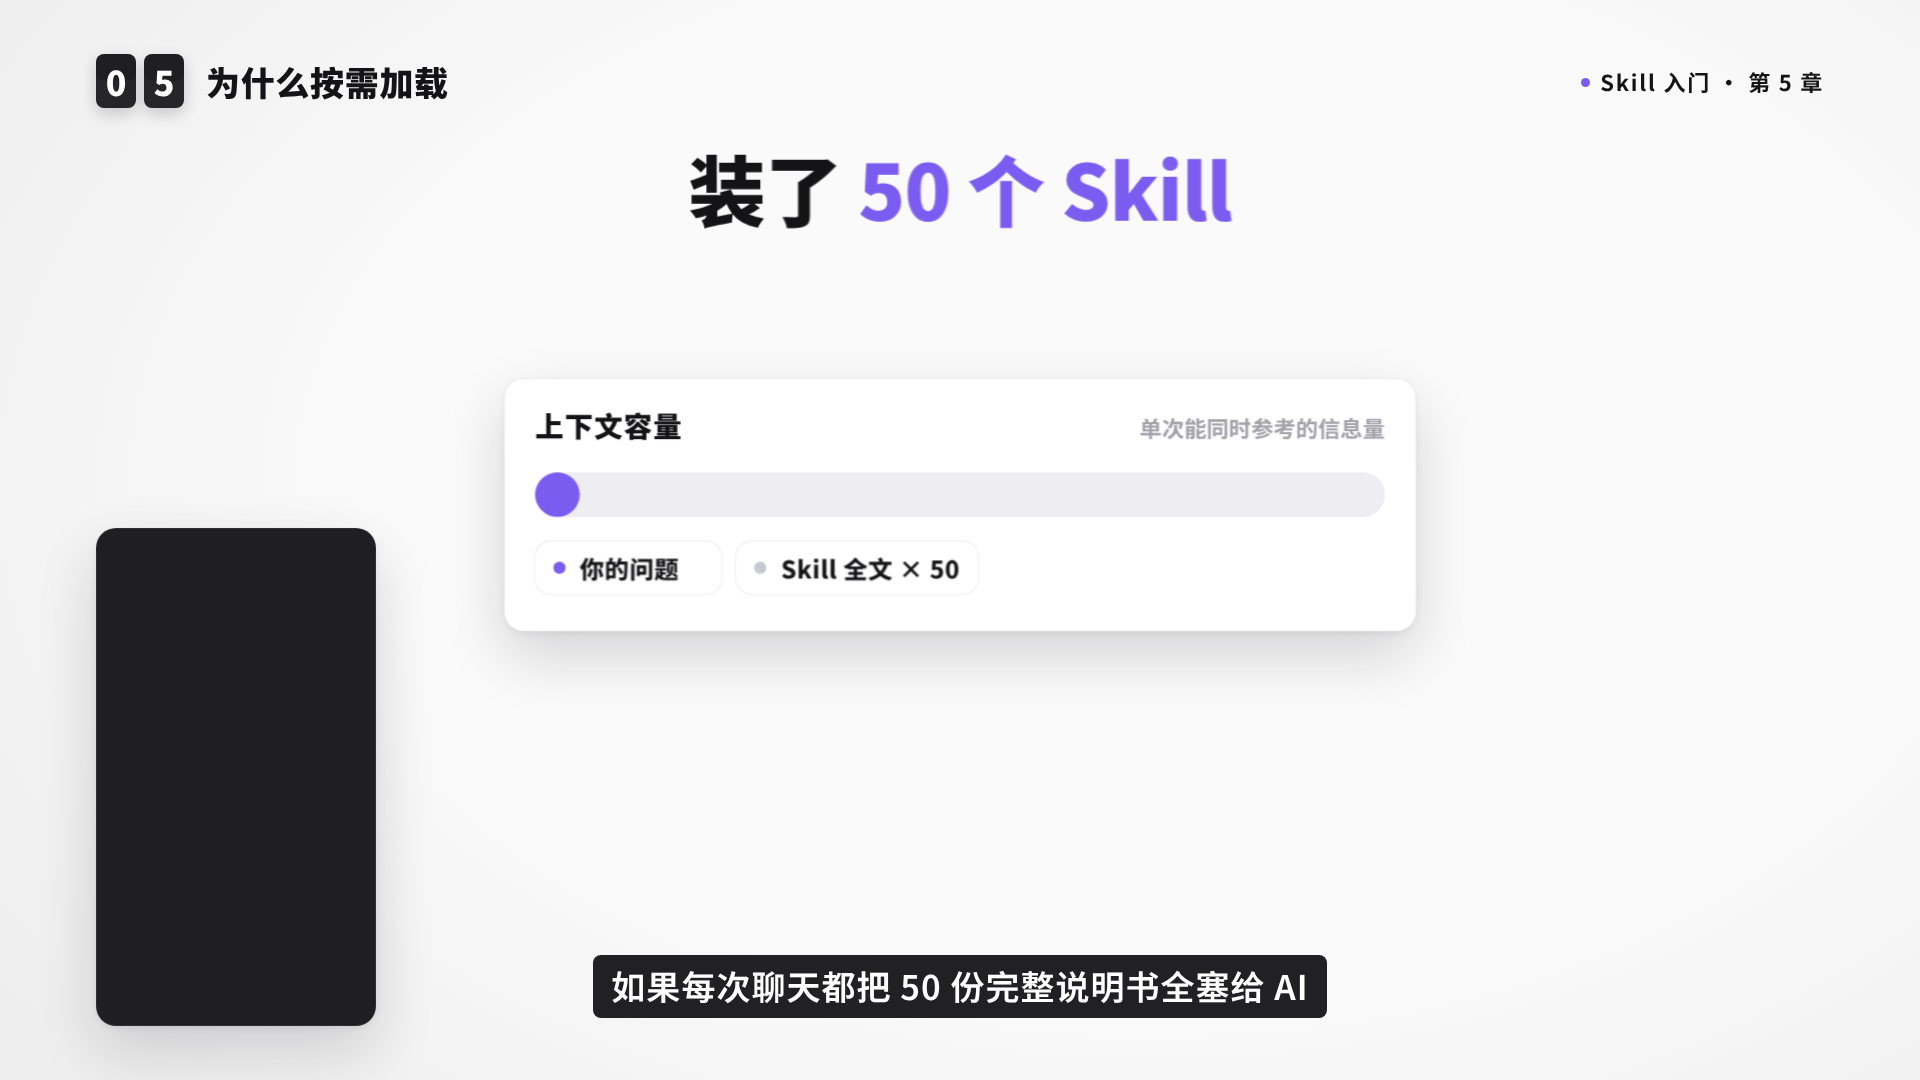 05 为什么按需加载
Skill 入门 · 第 5 章
装了 50 个 Skill
上下文容量
单次能同时参考的信息量
你的问题
Skill 全文 × 50
如果每次聊天都把 50 份完整说明书全塞给 AI